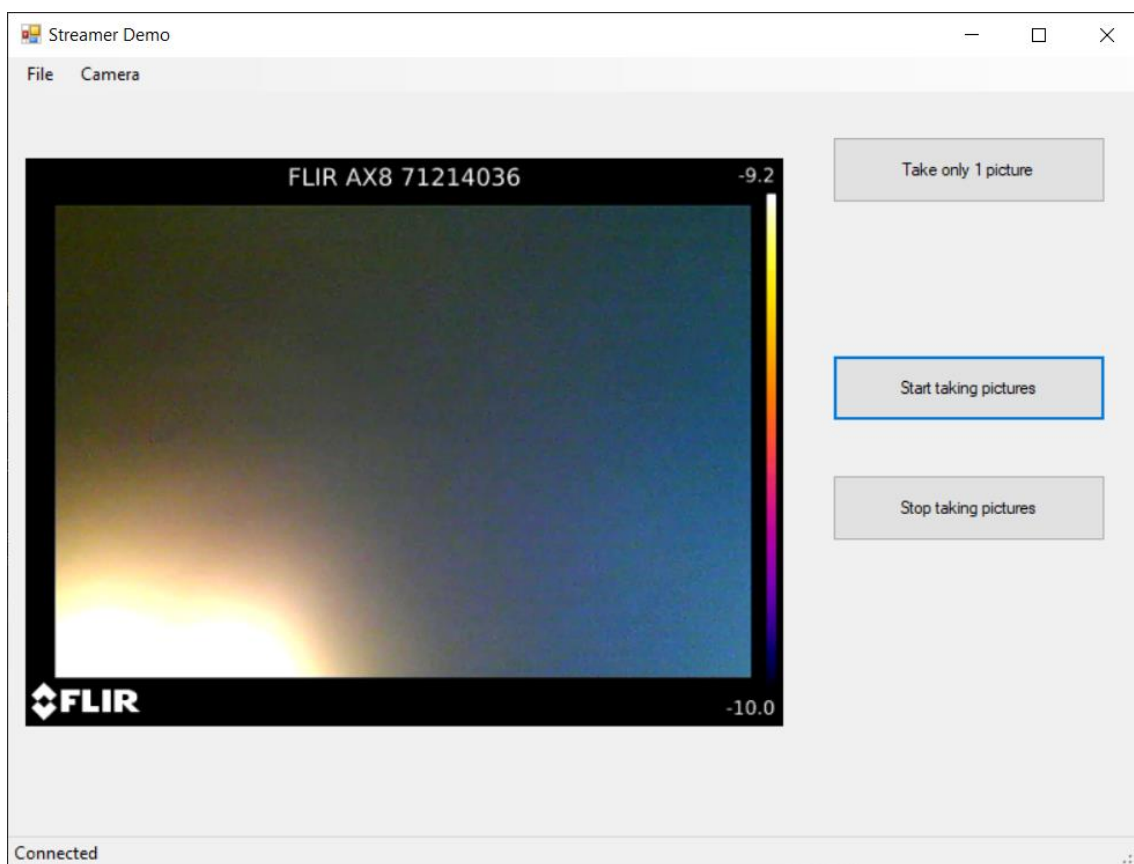 Streamer Demo
File Camera
FLIR AX8 71214036
-9.2
Take only 1 picture
Start taking pictures
Stop taking pictures
FLIR
-10.0
Connected